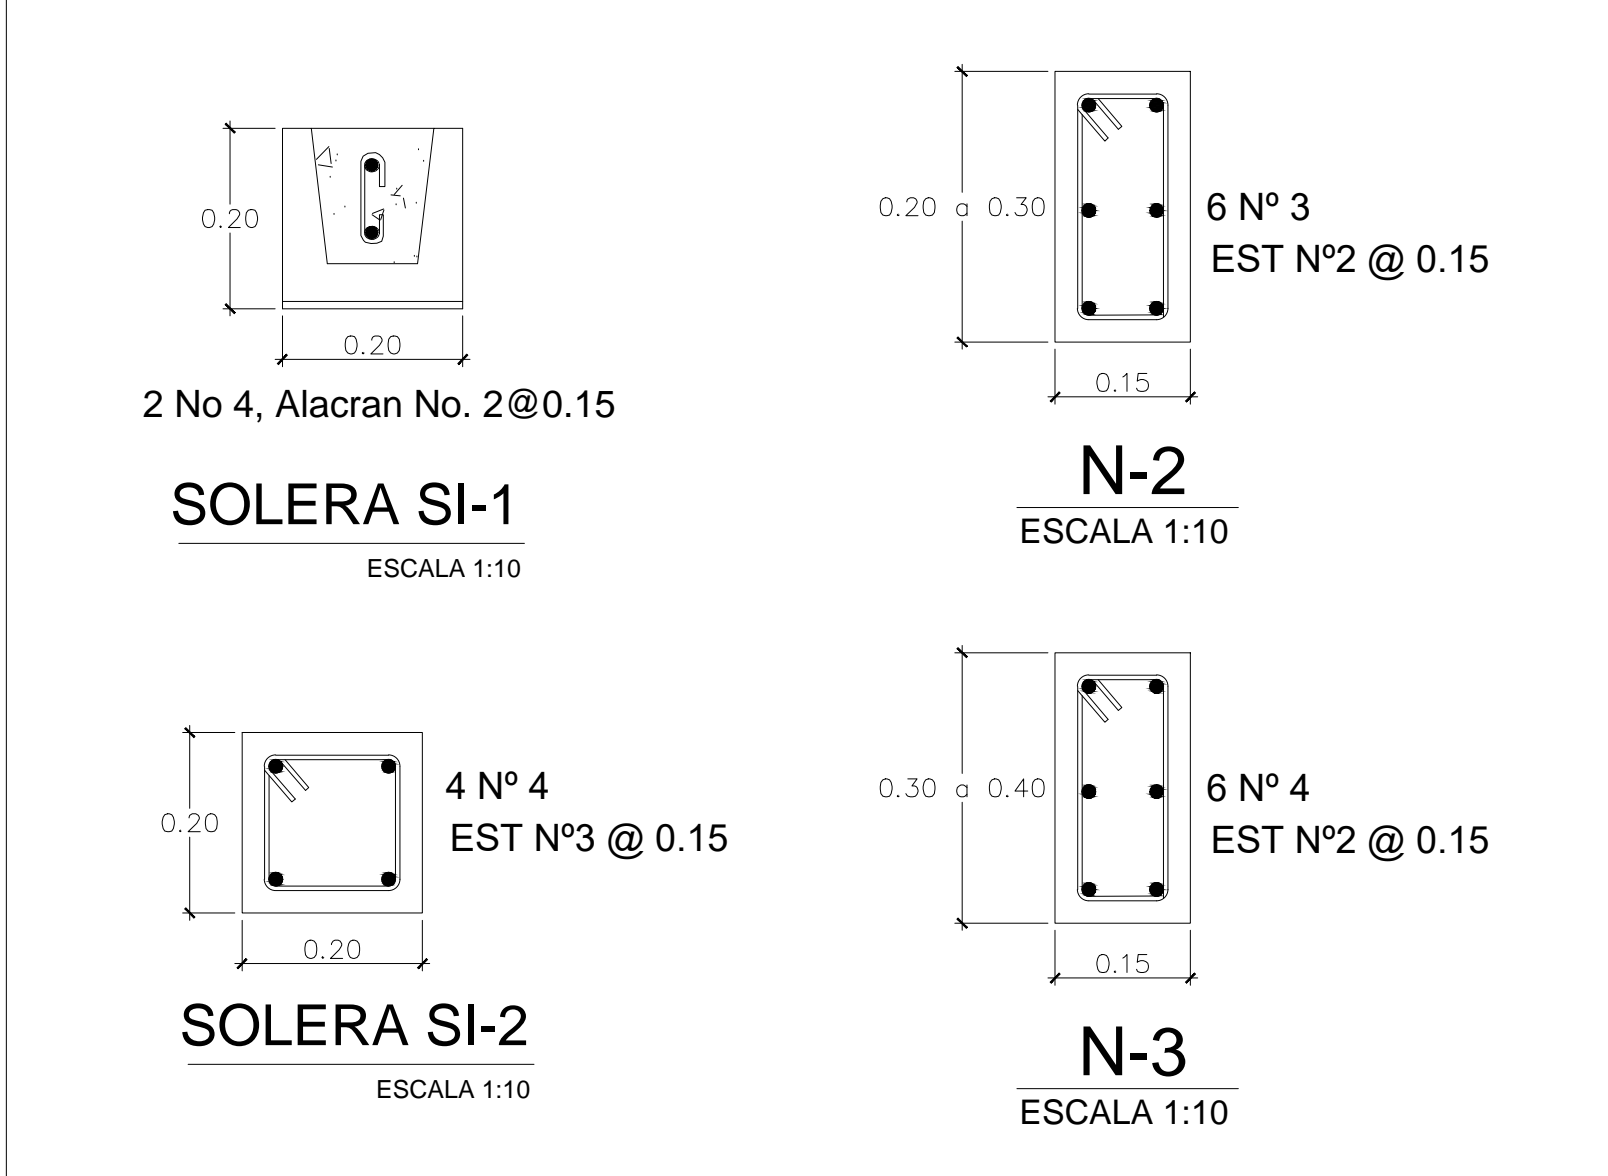 0.20
0.20
2 No 4, Alacran No. 2@0.15
SOLERA SI-1
ESCALA 1:10
0.20 a 0.30
6 Nº 3
EST Nº2 @ 0.15
0.15
N-2
ESCALA 1:10
0.20
4 Nº 4
EST Nº3 @ 0.15
0.20
SOLERA SI-2
ESCALA 1:10
0.30 a 0.40
6 Nº 4
EST Nº2 @ 0.15
0.15
N-3
ESCALA 1:10